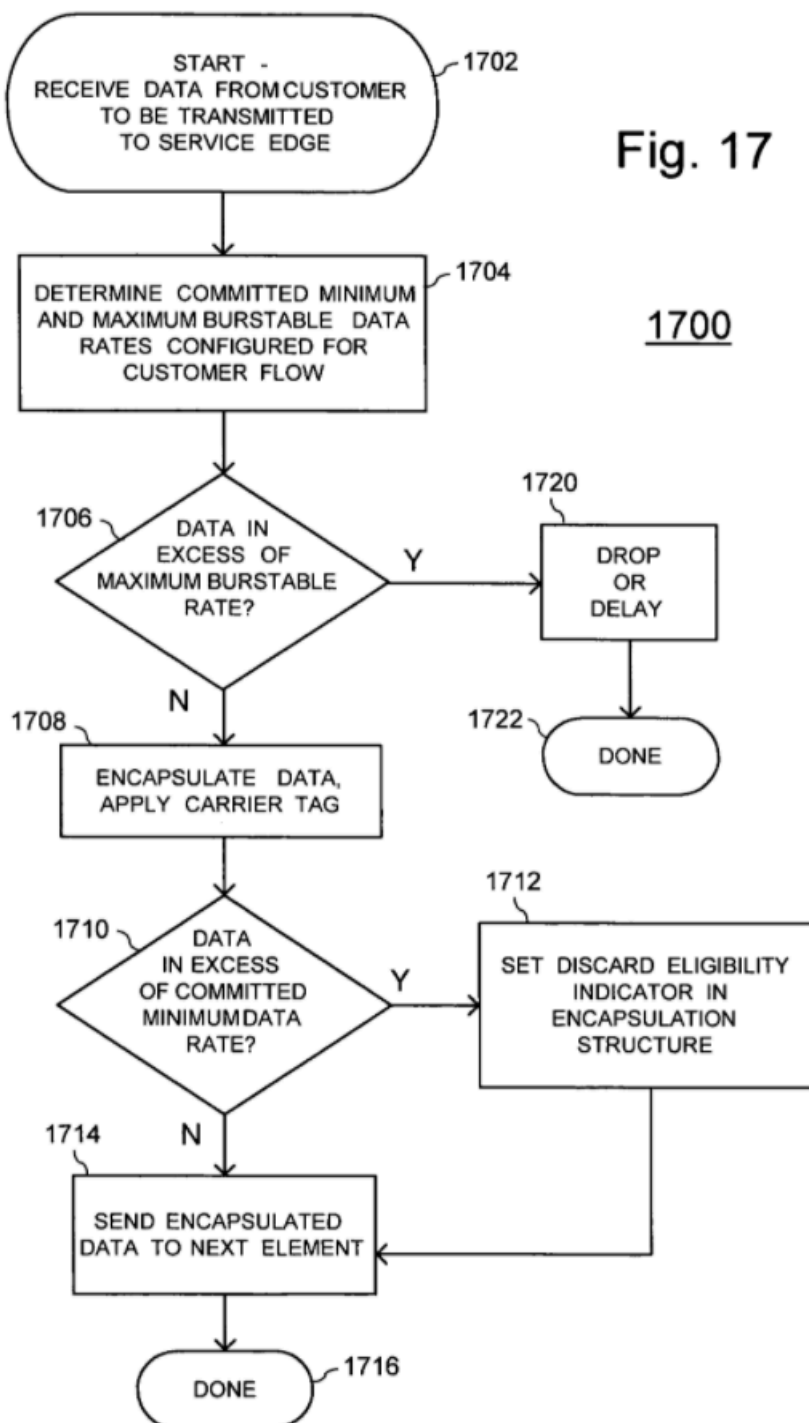 START -
RECEIVE DATA FROM CUSTOMER
TO BE TRANSMITTED
TO SERVICE EDGE
1702
Fig. 17
1700
DETERMINE COMMITTED MINIMUM
AND MAXIMUM BURSTABLE DATA
RATES CONFIGURED FOR
CUSTOMER FLOW
1704
1706
DATA IN
EXCESS OF
MAXIMUM BURSTABLE
RATE?
Y
N
1720
DROP
OR
DELAY
1722
DONE
1708
ENCAPSULATE DATA,
APPLY CARRIER TAG
1710
DATA
IN EXCESS
OF COMMITTED
MINIMUM DATA
RATE?
Y
N
1712
SET DISCARD ELIGIBILITY
INDICATOR IN
ENCAPSULATION
STRUCTURE
1714
SEND ENCAPSULATED
DATA TO NEXT ELEMENT
DONE
1716